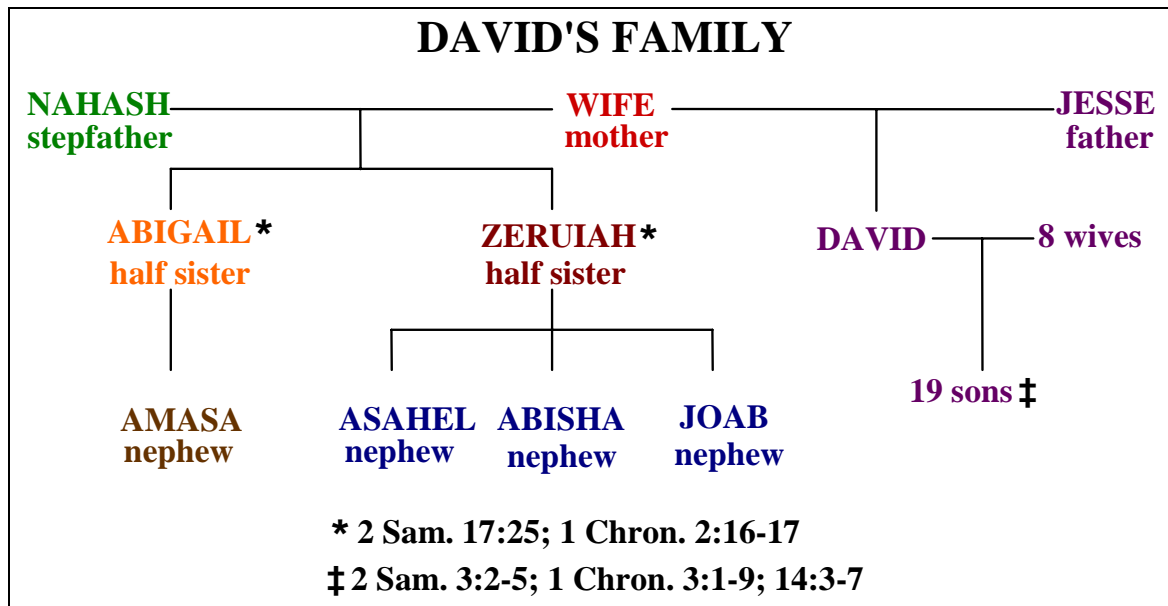 DAVID'S FAMILY
NAHASH WIFE JESSE
stepfather mother father
ABIGAIL* ZERUIAH* DAVID 8 wives
half sister half sister
19 sons ‡
AMASA ASAHEL ABISHA JOAB
nephew nephew nephew nephew
* 2 Sam. 17:25; 1 Chron. 2:16-17
‡ 2 Sam. 3:2-5; 1 Chron. 3:1-9; 14:3-7